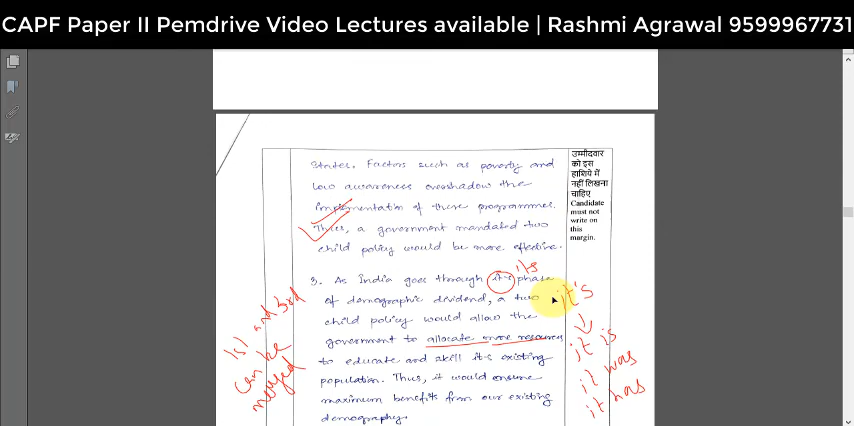 CAPF Paper II Pemdrive Video Lectures available | Rashmi Agrawal 9599967731
States. Factors such as poverty and
low awareness overshadow the
implementation of these programmes.
Thus, a government mandated two
child policy would be more effective.
3. As India goes through it's phase
its
of demographic dividend, a two
child policy would allow the
government to allocate more resources
to educate and skill its existing
population. Thus, it would ensure
maximum benefits from our existing
demography.
1st and 3rd
can be
merged
it's
it is
it was
it has
उम्मीदवार
को इस
हाशिये में
नहीं लिखना
चाहिए
Candidate
must not
write on
this
margin.